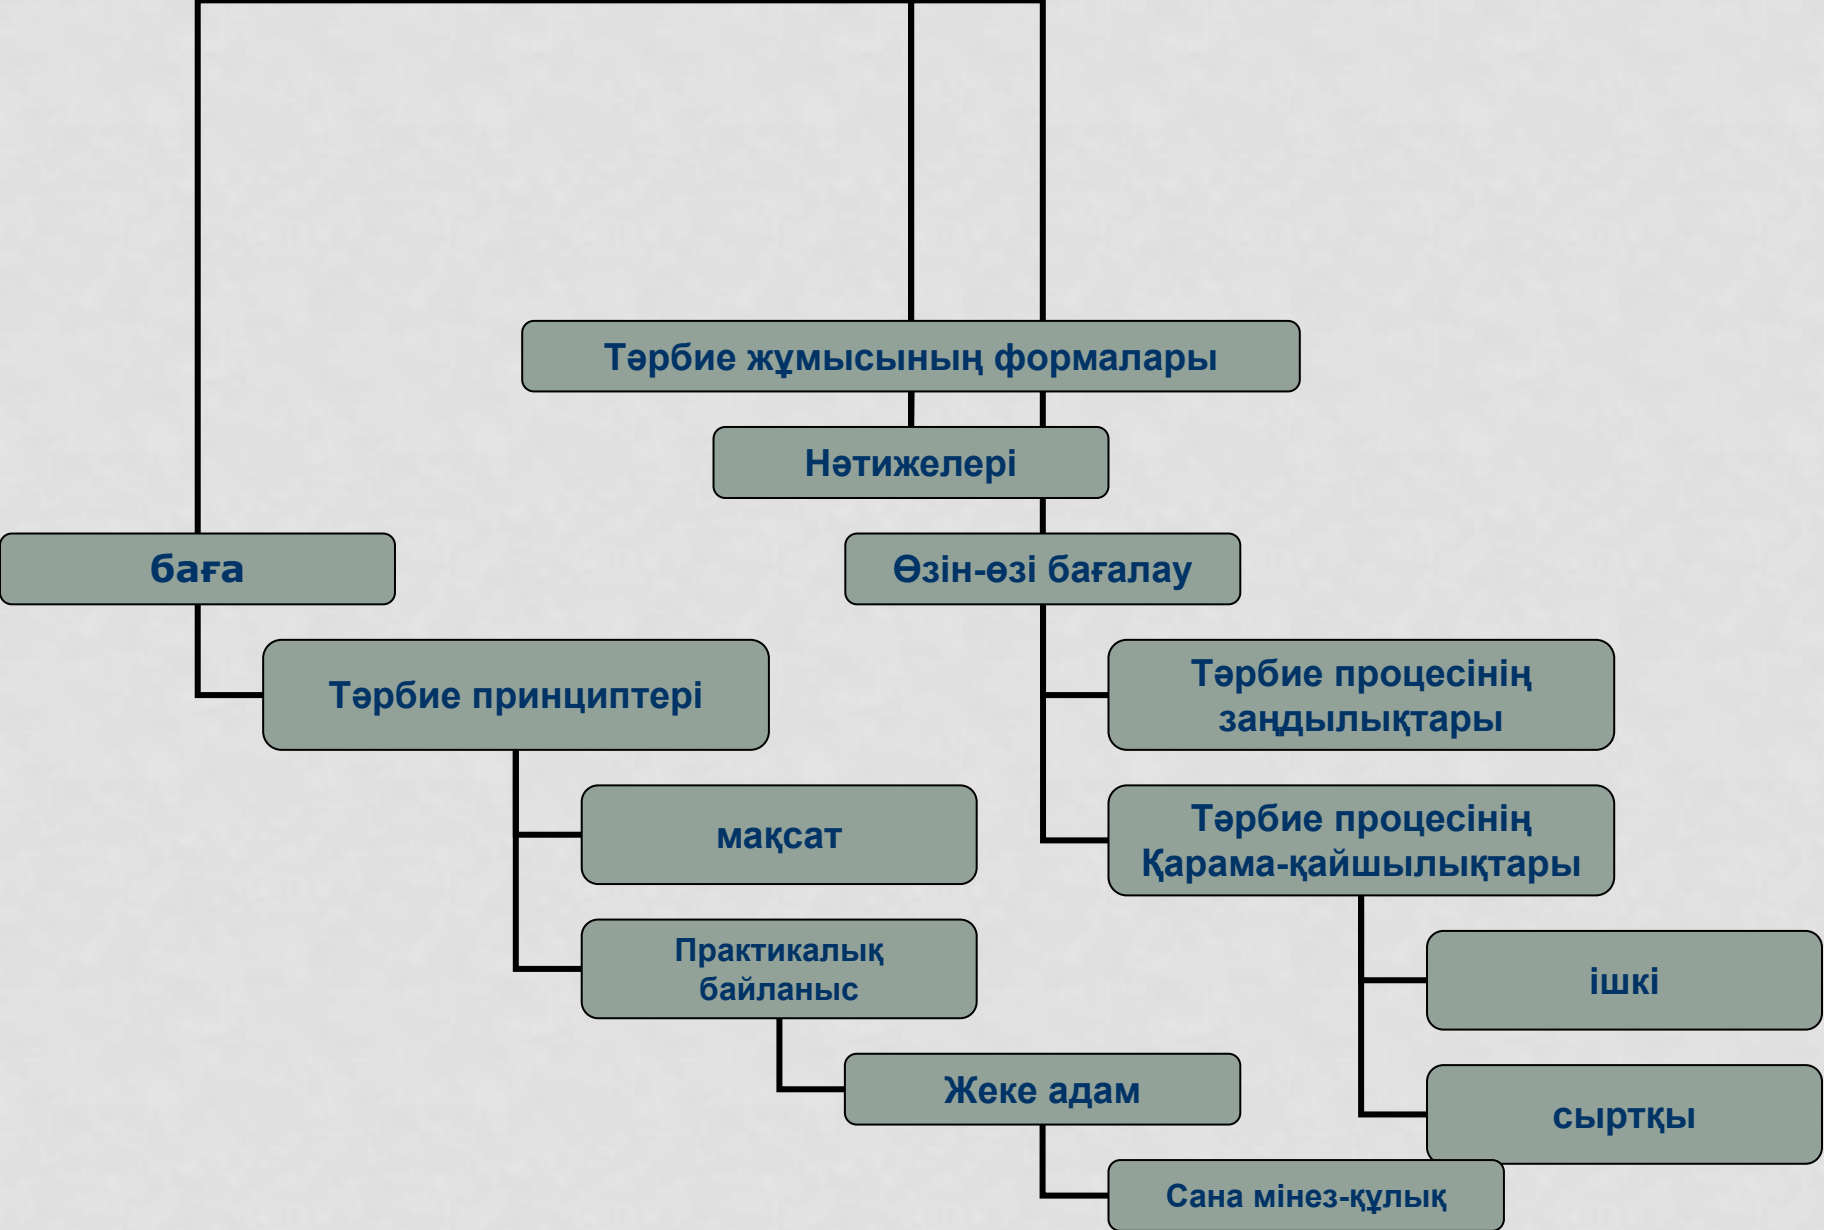 Тәрбие жұмысының формалары
Нәтижелері
баға
Өзін-өзі бағалау
Тәрбие принциптері
Тәрбие процесінің
заңдылықтары
мақсат
Тәрбие процесінің
Қарама-қайшылықтары
Практикалық
байланыс
ішкі
Жеке адам
сыртқы
Сана мінез-құлық